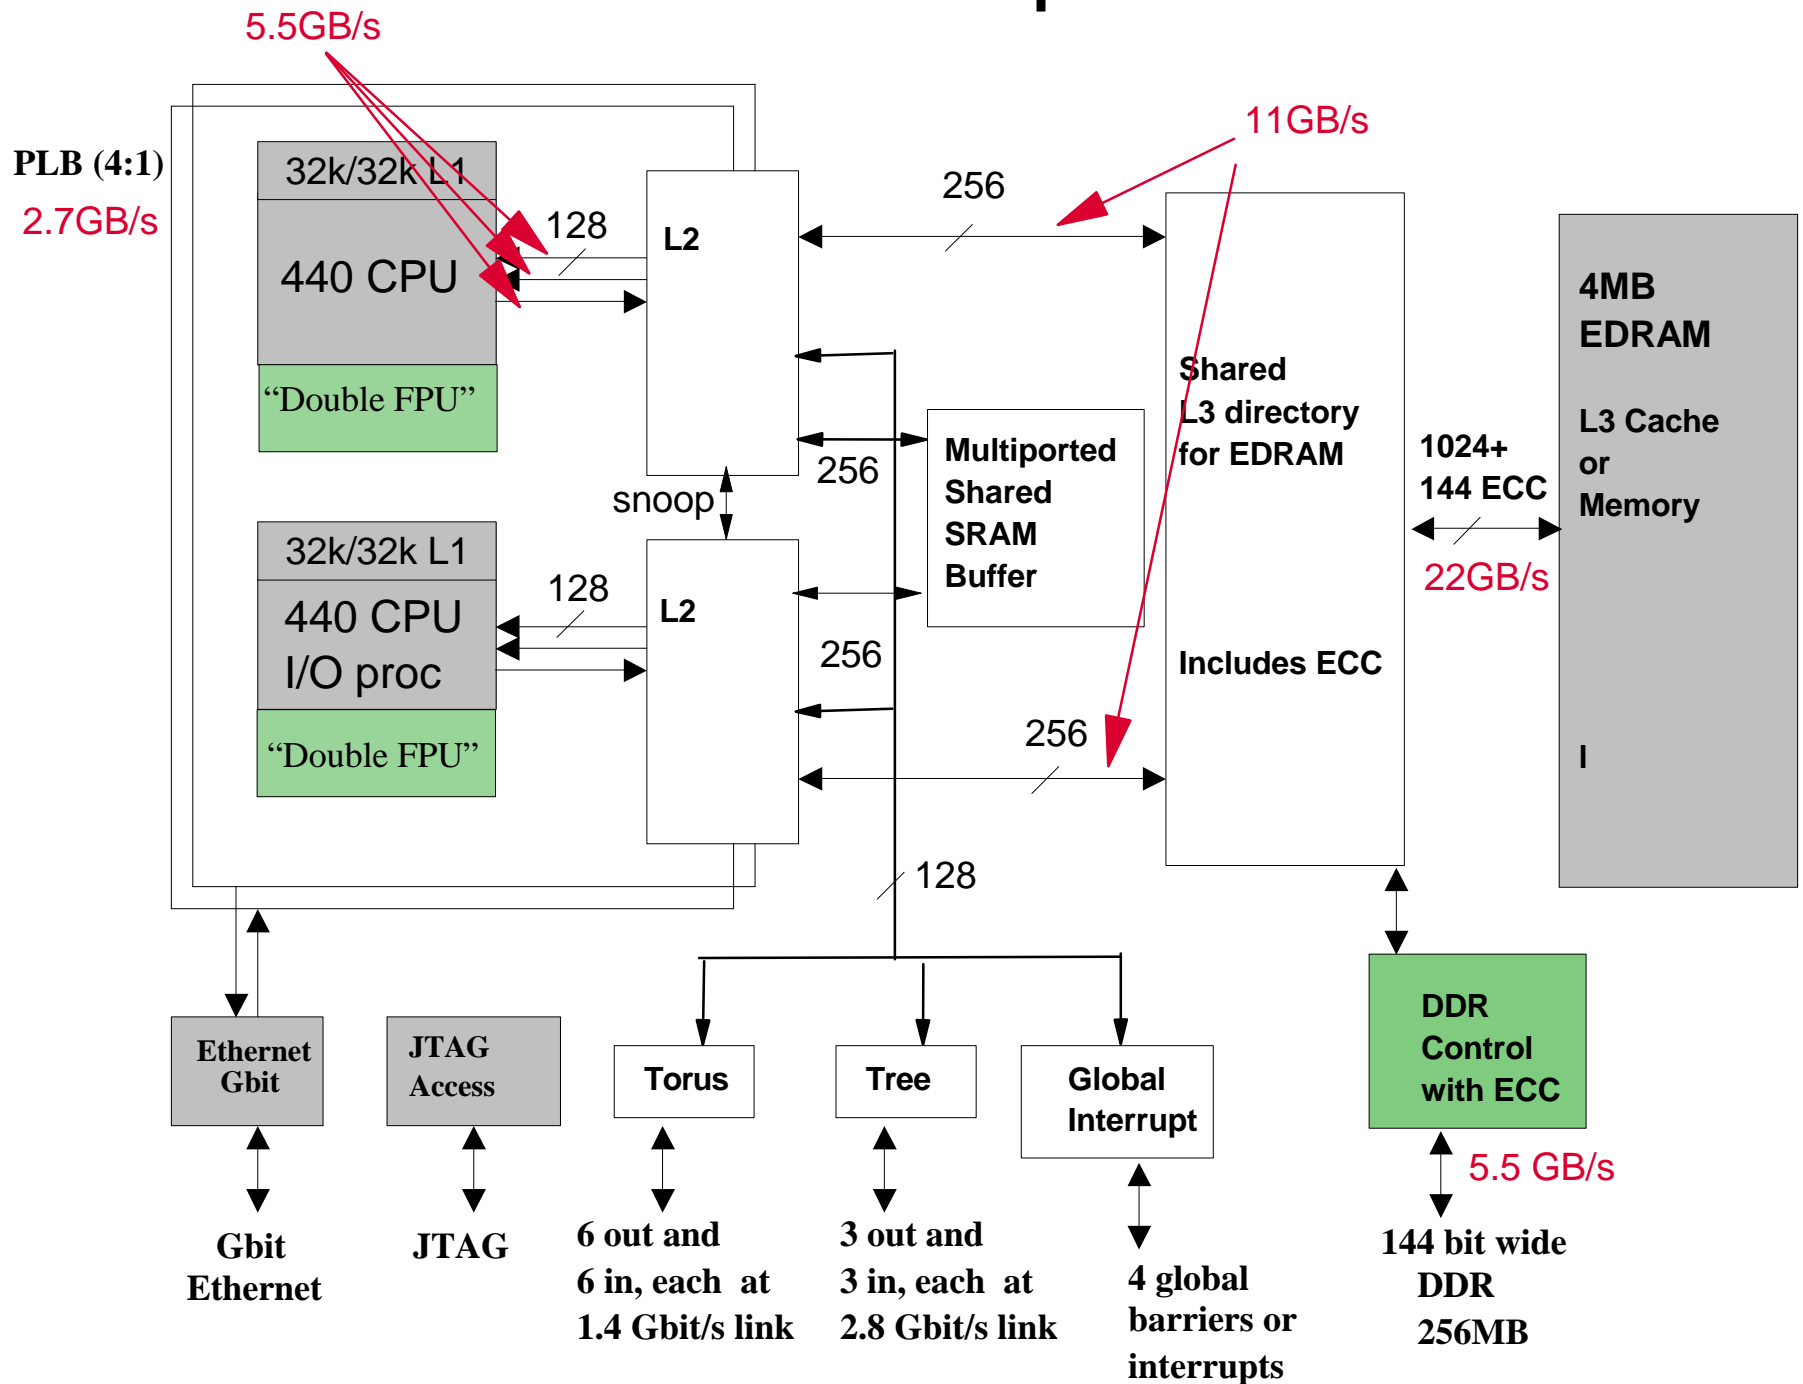 5.5GB/s
PLB (4:1)
2.7GB/s
32k/32k L1
440 CPU
“Double FPU”
128
L2
256
11GB/s
Shared
L3 directory
for EDRAM
Includes ECC
4MB
EDRAM
L3 Cache
or
Memory
l
1024+
144 ECC
22GB/s
256
Multiported
Shared
SRAM
Buffer
snoop
32k/32k L1
440 CPU
I/O proc
“Double FPU”
128
L2
256
256
128
Ethernet
Gbit
JTAG
Access
Torus
Tree
Global
Interrupt
DDR
Control
with ECC
5.5 GB/s
Gbit
Ethernet
JTAG
6 out and
6 in, each at
1.4 Gbit/s link
3 out and
3 in, each at
2.8 Gbit/s link
4 global
barriers or
interrupts
144 bit wide
DDR
256MB